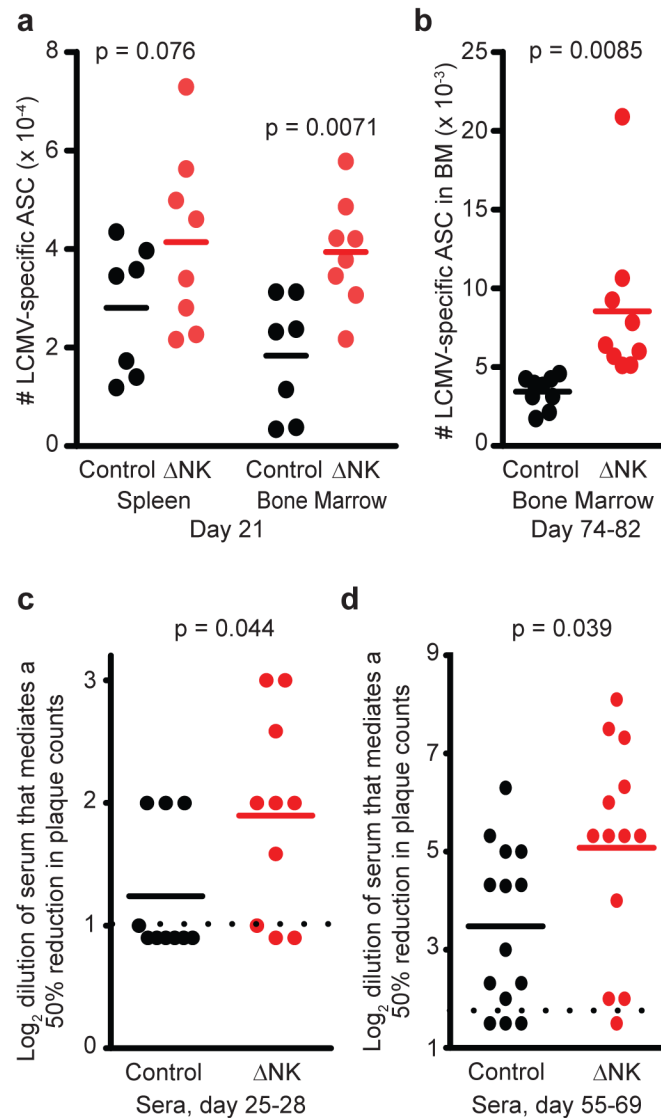 a
# LCMV-specific ASC (x 10⁻⁴)
8
6
4
2
0
p = 0.076
p = 0.0071
Control ΔNK Control ΔNK
Spleen Bone Marrow
Day 21
b
# LCMV-specific ASC in BM (x 10⁻³)
25
20
15
10
5
0
p = 0.0085
Control ΔNK
Bone Marrow
Day 74-82
c
Log₂ dilution of serum that mediates a
50% reduction in plaque counts
3
2
1
0
p = 0.044
Control ΔNK
Sera, day 25-28
d
Log₂ dilution of serum that mediates a
50% reduction in plaque counts
9
7
5
3
1
p = 0.039
Control ΔNK
Sera, day 55-69